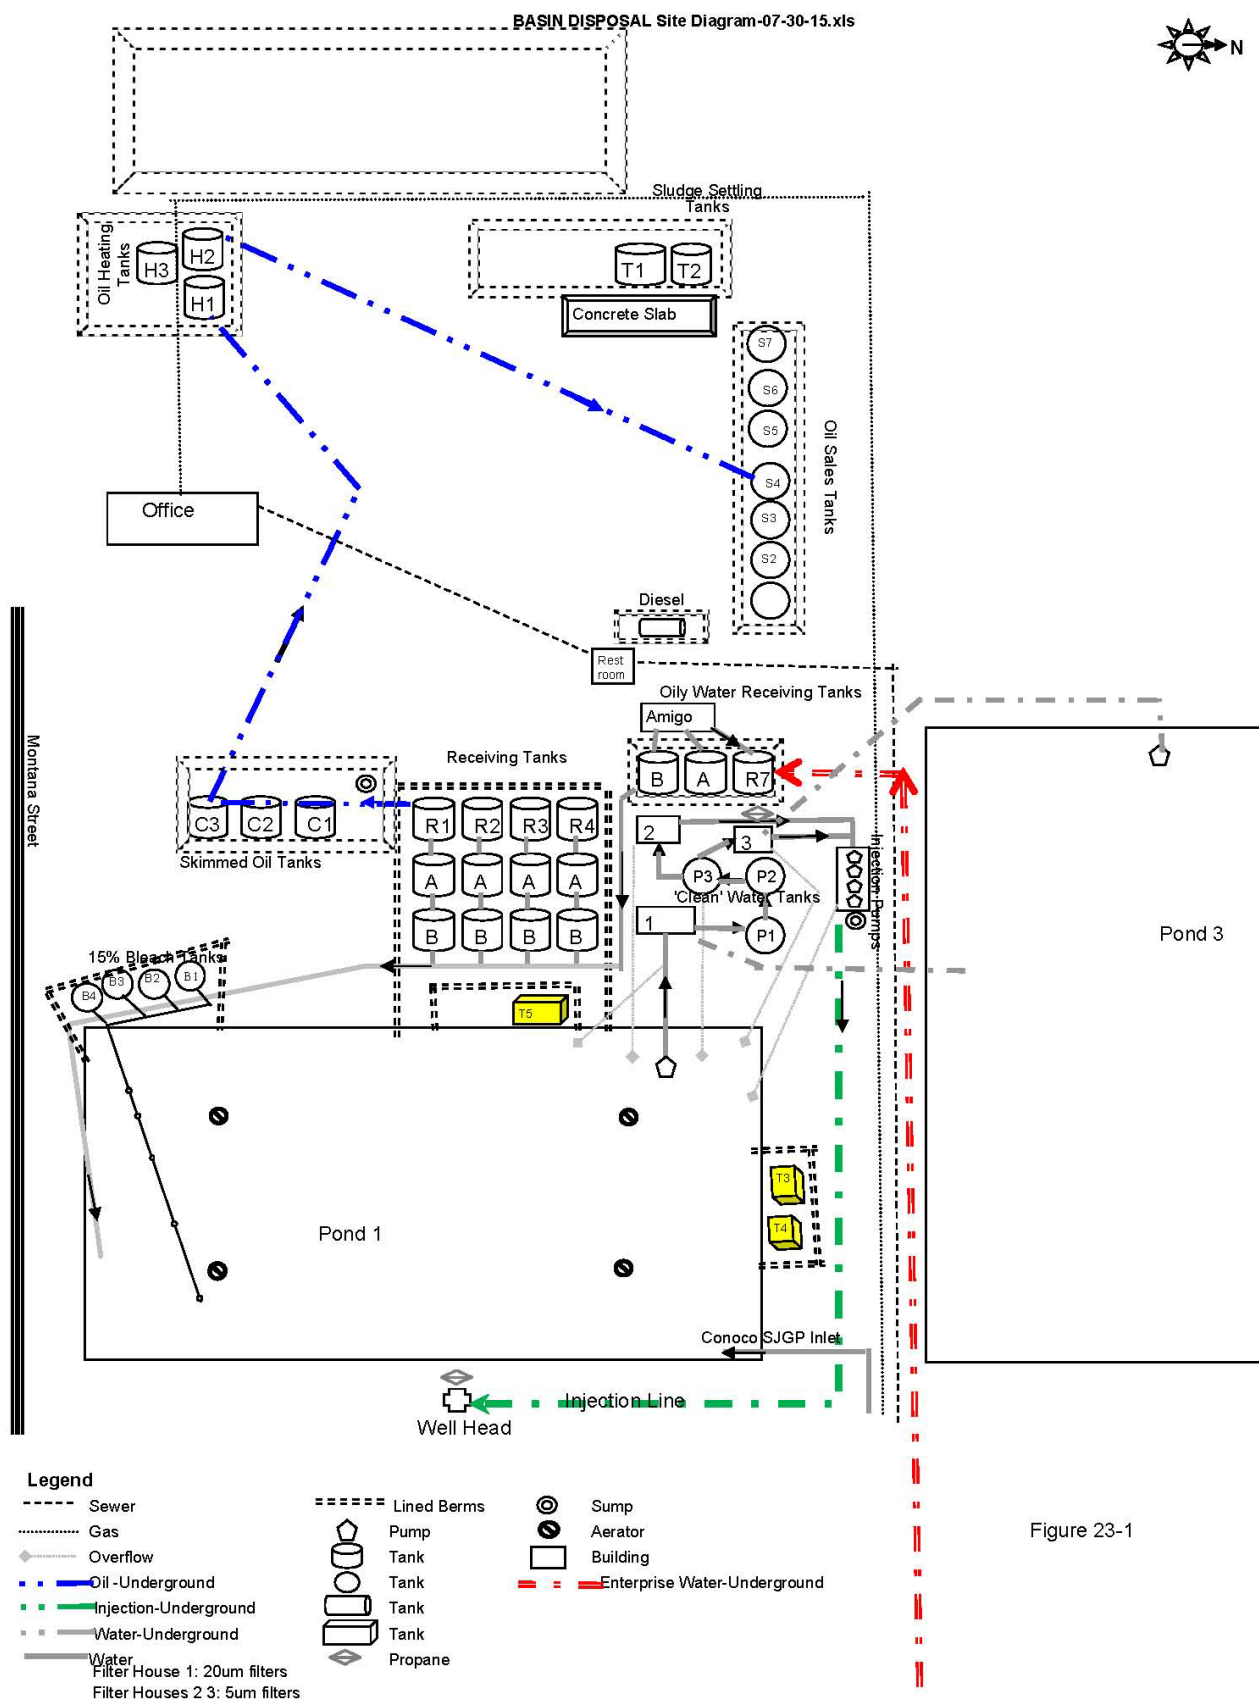 BASIN DISPOSAL Site Diagram-07-30-15.xls
N
Sludge Settling
Tanks
Oil Heating
Tanks
H3
H2
H1
T1
T2
Concrete Slab
S7
S6
S5
S4
S3
S2
Oil Sales Tanks
Office
Diesel
Rest
room
Oily Water Receiving Tanks
Amigo
B
A
R7
Montana Street
Receiving Tanks
C3
C2
C1
Skimmed Oil Tanks
R1
R2
R3
R4
A
A
A
A
B
B
B
B
2
3
P3
P2
'Clean' Water Tanks
1
P1
Injection Pumps
Pond 3
15% Bleach Tanks
B4
B3
B2
B1
T5
T3
T4
Pond 1
Conoco SJGP Inlet
Injection Line
Well Head
Legend
Sewer
Gas
Overflow
Oil -Underground
Injection-Underground
Water-Underground
Water
Filter House 1: 20um filters
Filter Houses 2 3: 5um filters
Lined Berms
Pump
Tank
Tank
Tank
Tank
Propane
Sump
Aerator
Building
Enterprise Water-Underground
Figure 23-1